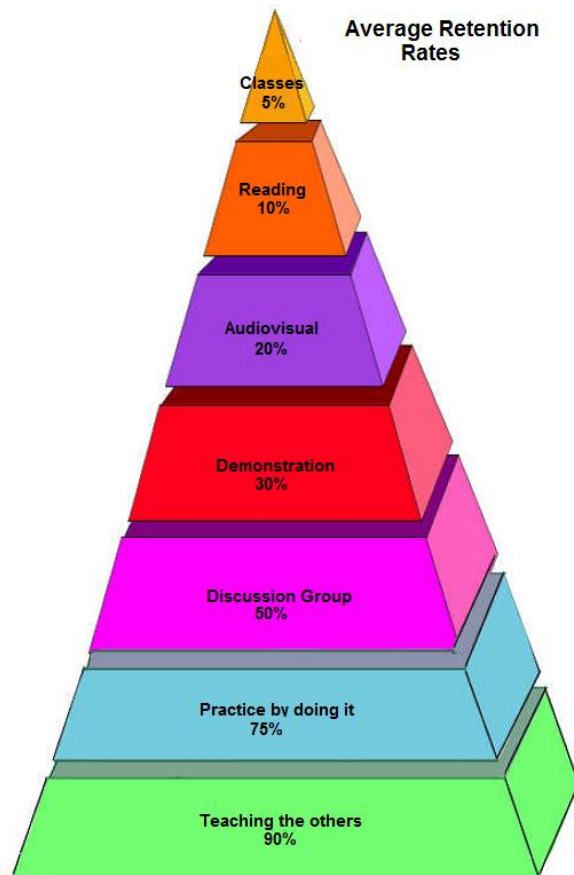 Average Retention
Rates
Classes
5%
Reading
10%
Audiovisual
20%
Demonstration
30%
Discussion Group
50%
Practice by doing it
75%
Teaching the others
90%